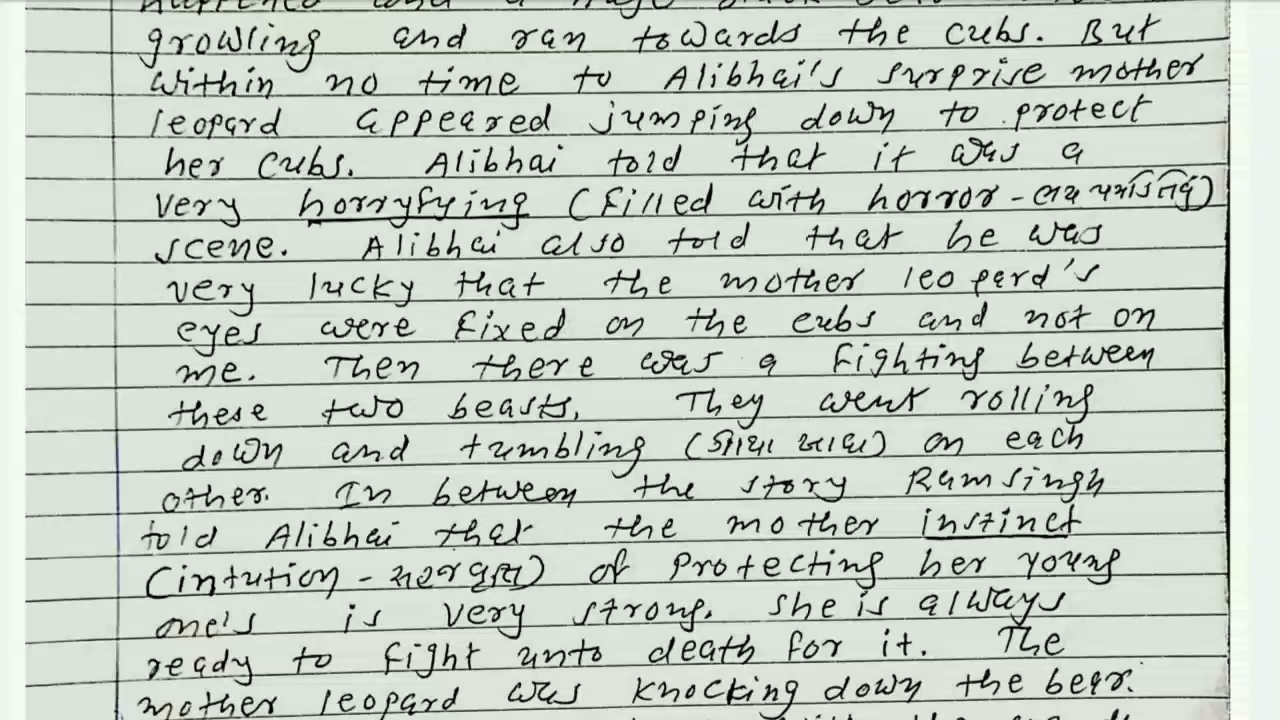 growling and ran towards the cubs. But
within no time to Alibhai's surprise mother
leopard appeared jumping down to protect
her cubs. Alibhai told that it was a
very horryfying (filled with horror -
scene. Alibhai also told that he was
very lucky that the mother leopard's
eyes were fixed on the cubs and not on
me. Then there was a fighting between
these two beasts. They went rolling
down and tumbling ( ) on each
other. In between the story Ramsingh
told Alibhai that the mother instinct
(intution - ) of protecting her young
one's is very strong. She is always
ready to fight unto death for it. The
mother leopard was knocking down the bear.